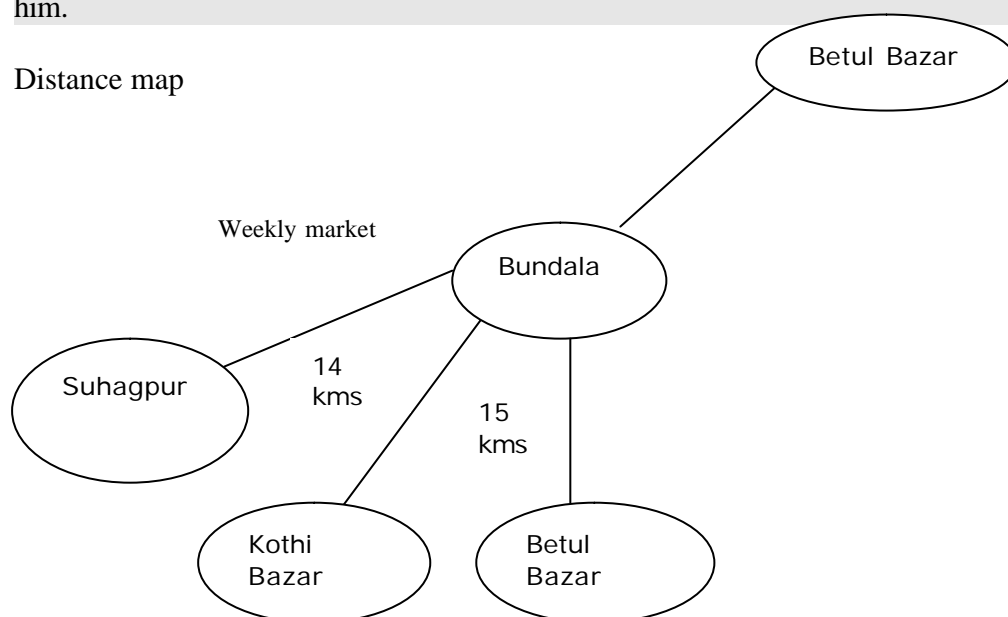 him.
Betul Bazar
Distance map
Weekly market
Bundala
14
kms
Suhagpur
15
kms
Kothi
Bazar
Betul
Bazar